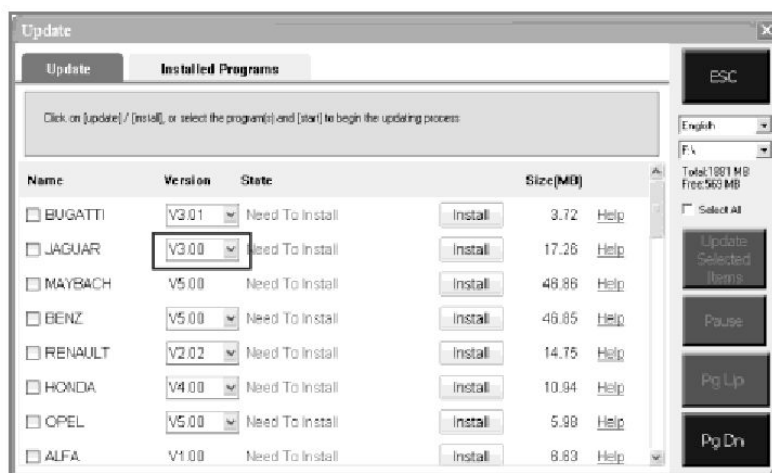 Update
Update Installed Programs
Click on [update] / [install], or select the program(s) and [start] to begin the updating process
Name Version State Size(MB)
BUGATTI V3.01 Need To Install Install 3.72 Help
JAGUAR V3.00 Need To Install Install 17.26 Help
MAYBACH V5.00 Need To Install Install 46.86 Help
BENZ V5.00 Need To Install Install 46.85 Help
RENAULT V2.02 Need To Install Install 14.75 Help
HONDA V4.00 Need To Install Install 10.94 Help
OPEL V5.00 Need To Install Install 5.98 Help
ALFA V1.00 Need To Install Install 6.63 Help
ESC
English
F:\
Total:1881 MB
Free:569 MB
Select All
Update
Selected
Items
Pause
Pg Up
Pg Dn